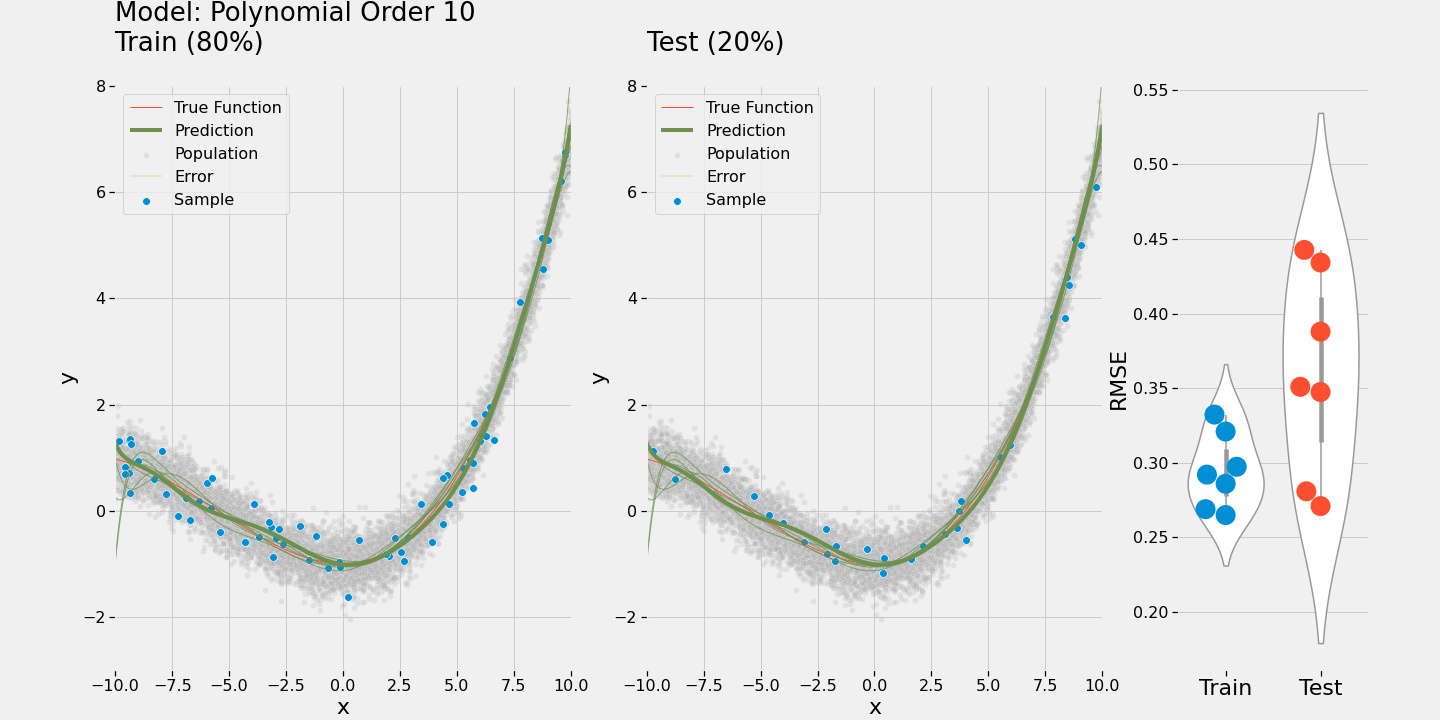 Model: Polynomial Order 10
Train (80%)
Test (20%)
8
6
4
2
0
−2
y
True Function
Prediction
Population
Error
Sample
−10.0 −7.5 −5.0 −2.5 0.0 2.5 5.0 7.5 10.0
x
8
6
4
2
0
−2
y
True Function
Prediction
Population
Error
Sample
−10.0 −7.5 −5.0 −2.5 0.0 2.5 5.0 7.5 10.0
x
0.55
0.50
0.45
0.40
0.35
0.30
0.25
0.20
RMSE
Train Test